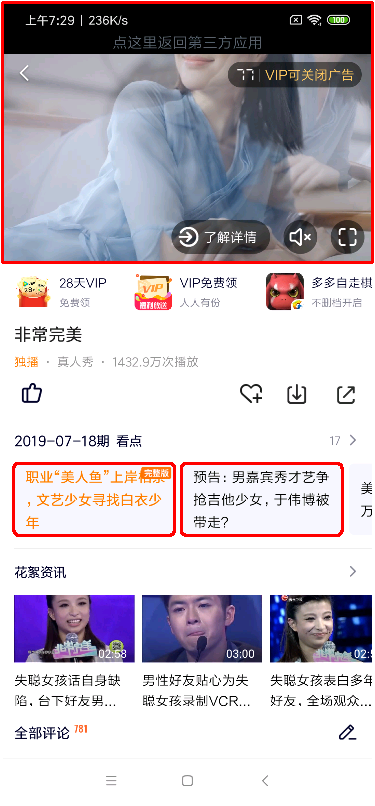 上午7:29 | 236K/s
100
点这里返回第三方应用
77 | VIP可关闭广告
了解详情
28天VIP
免费领
VIP
VIP免费领
人人有份
多多自走棋
不删档开启
非常完美
独播 · 真人秀 · 1432.9万次播放
2019-07-18期 看点
17
职业“美人鱼”上岸相亲
完整版
，文艺少女寻找白衣少
年
预告：男嘉宾秀才艺争
抢吉他少女，于伟博被
带走？
美
万
花絮资讯
02:58
03:00
失聪女孩话自身缺
陷，台下好友男...
男性好友贴心为失
聪女孩录制VCR...
失聪女孩表白多年
好友，全场观众...
全部评论 781